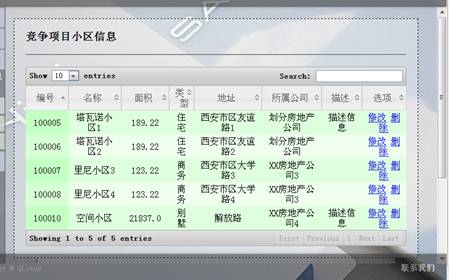 竞争项目小区信息
Show 10 entries Search:
编号 名称 面积 类型 地址 所属公司 描述 选项
100005 塔瓦诺小区1 189.22 住宅 西安市区友谊路1 划分房地产公司 描述信息 修改 删除
100006 塔瓦诺小区2 189.22 住宅 西安市区友谊路2 划分房地产公司 修改 删除
100007 里尼小区3 123.22 商务 西安市区大学路3 XX房地产公司3 修改 删除
100008 里尼小区4 123.22 商务 西安市区大学路4 XX房地产公司3 修改 删除
100010 空间小区 21837.0 别墅 解放路 XX房地产公司4 描述信息 修改 删除
Showing 1 to 5 of 5 entries First Previous 1 Next Last
联系我们